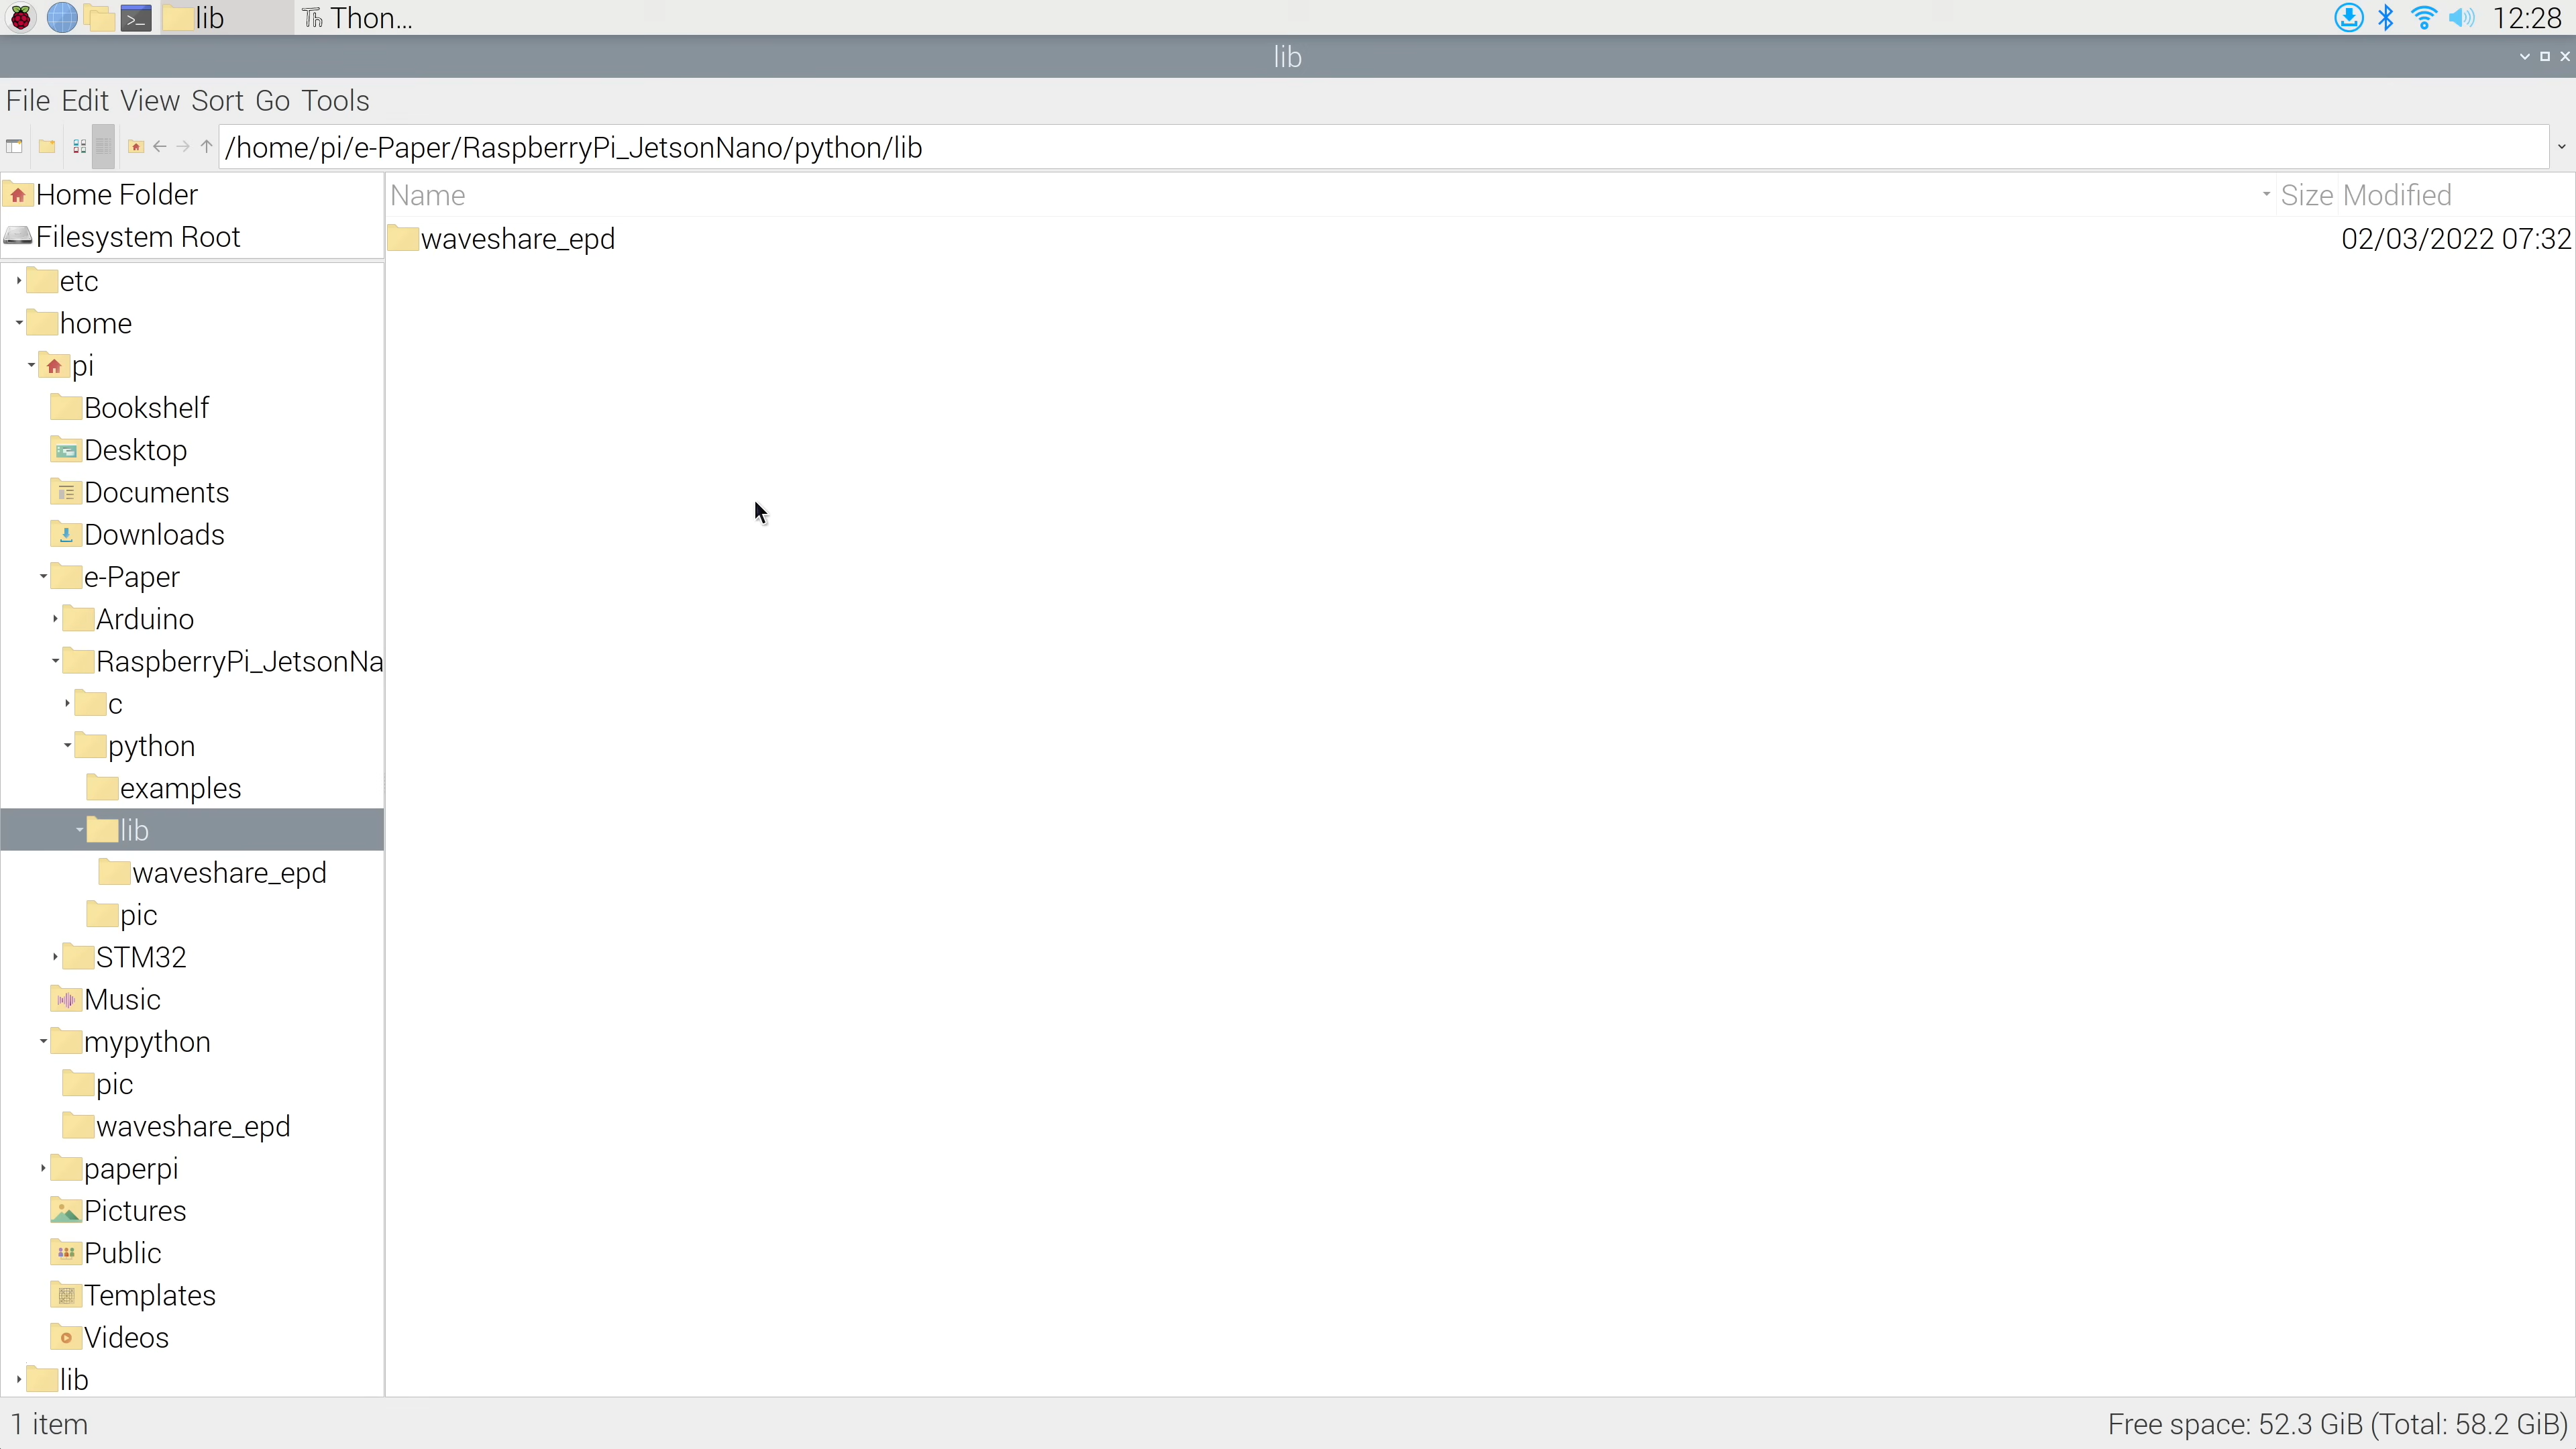 lib
Thon...
12:28
lib
File Edit View Sort Go Tools
/home/pi/e-Paper/RaspberryPi_JetsonNano/python/lib
Home Folder
Filesystem Root
Name Size Modified
waveshare_epd 02/03/2022 07:32
etc
home
pi
Bookshelf
Desktop
Documents
Downloads
e-Paper
Arduino
RaspberryPi_JetsonNa
c
python
examples
lib
waveshare_epd
pic
STM32
Music
mypython
pic
waveshare_epd
paperpi
Pictures
Public
Templates
Videos
lib
1 item
Free space: 52.3 GiB (Total: 58.2 GiB)